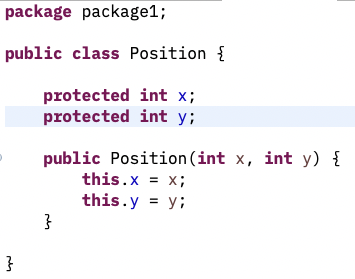 package package1;
public class Position {
protected int x;
protected int y;
public Position(int x, int y) {
this.x = x;
this.y = y;
}
}